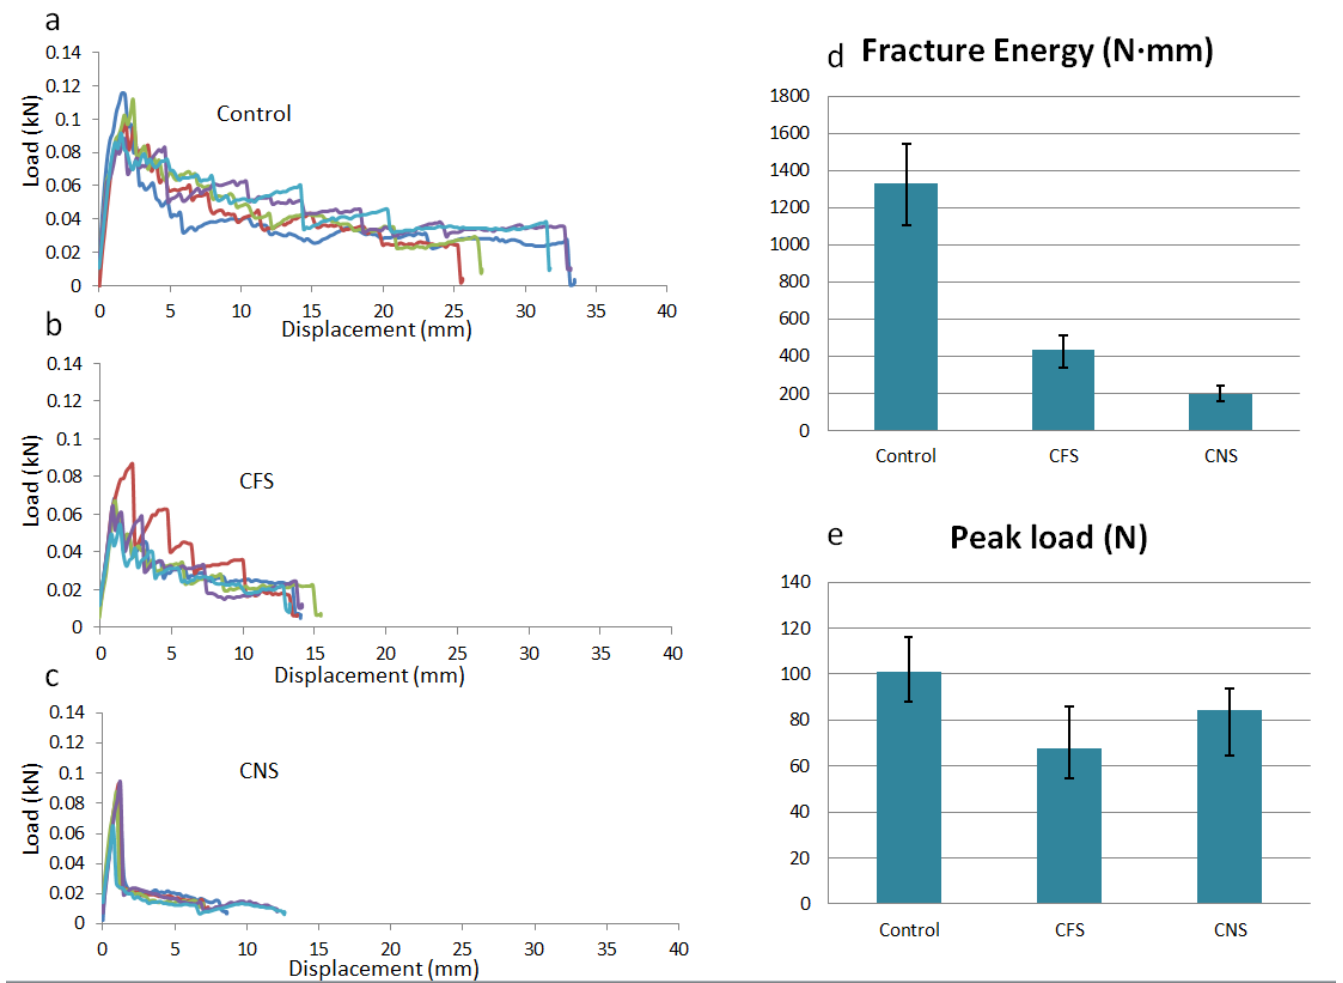 a
0.14
0.12
0.1
0.08
0.06
0.04
0.02
0
Load (kN)
Control
0 5 10 15 20 25 30 35 40
Displacement (mm)
b
0.14
0.12
0.1
0.08
0.06
0.04
0.02
0
Load (kN)
CFS
0 5 10 15 20 25 30 35 40
Displacement (mm)
c
0.14
0.12
0.1
0.08
0.06
0.04
0.02
0
Load (kN)
CNS
0 5 10 15 20 25 30 35 40
Displacement (mm)
d Fracture Energy (N·mm)
1800
1600
1400
1200
1000
800
600
400
200
0
Control CFS CNS
e Peak load (N)
140
120
100
80
60
40
20
0
Control CFS CNS